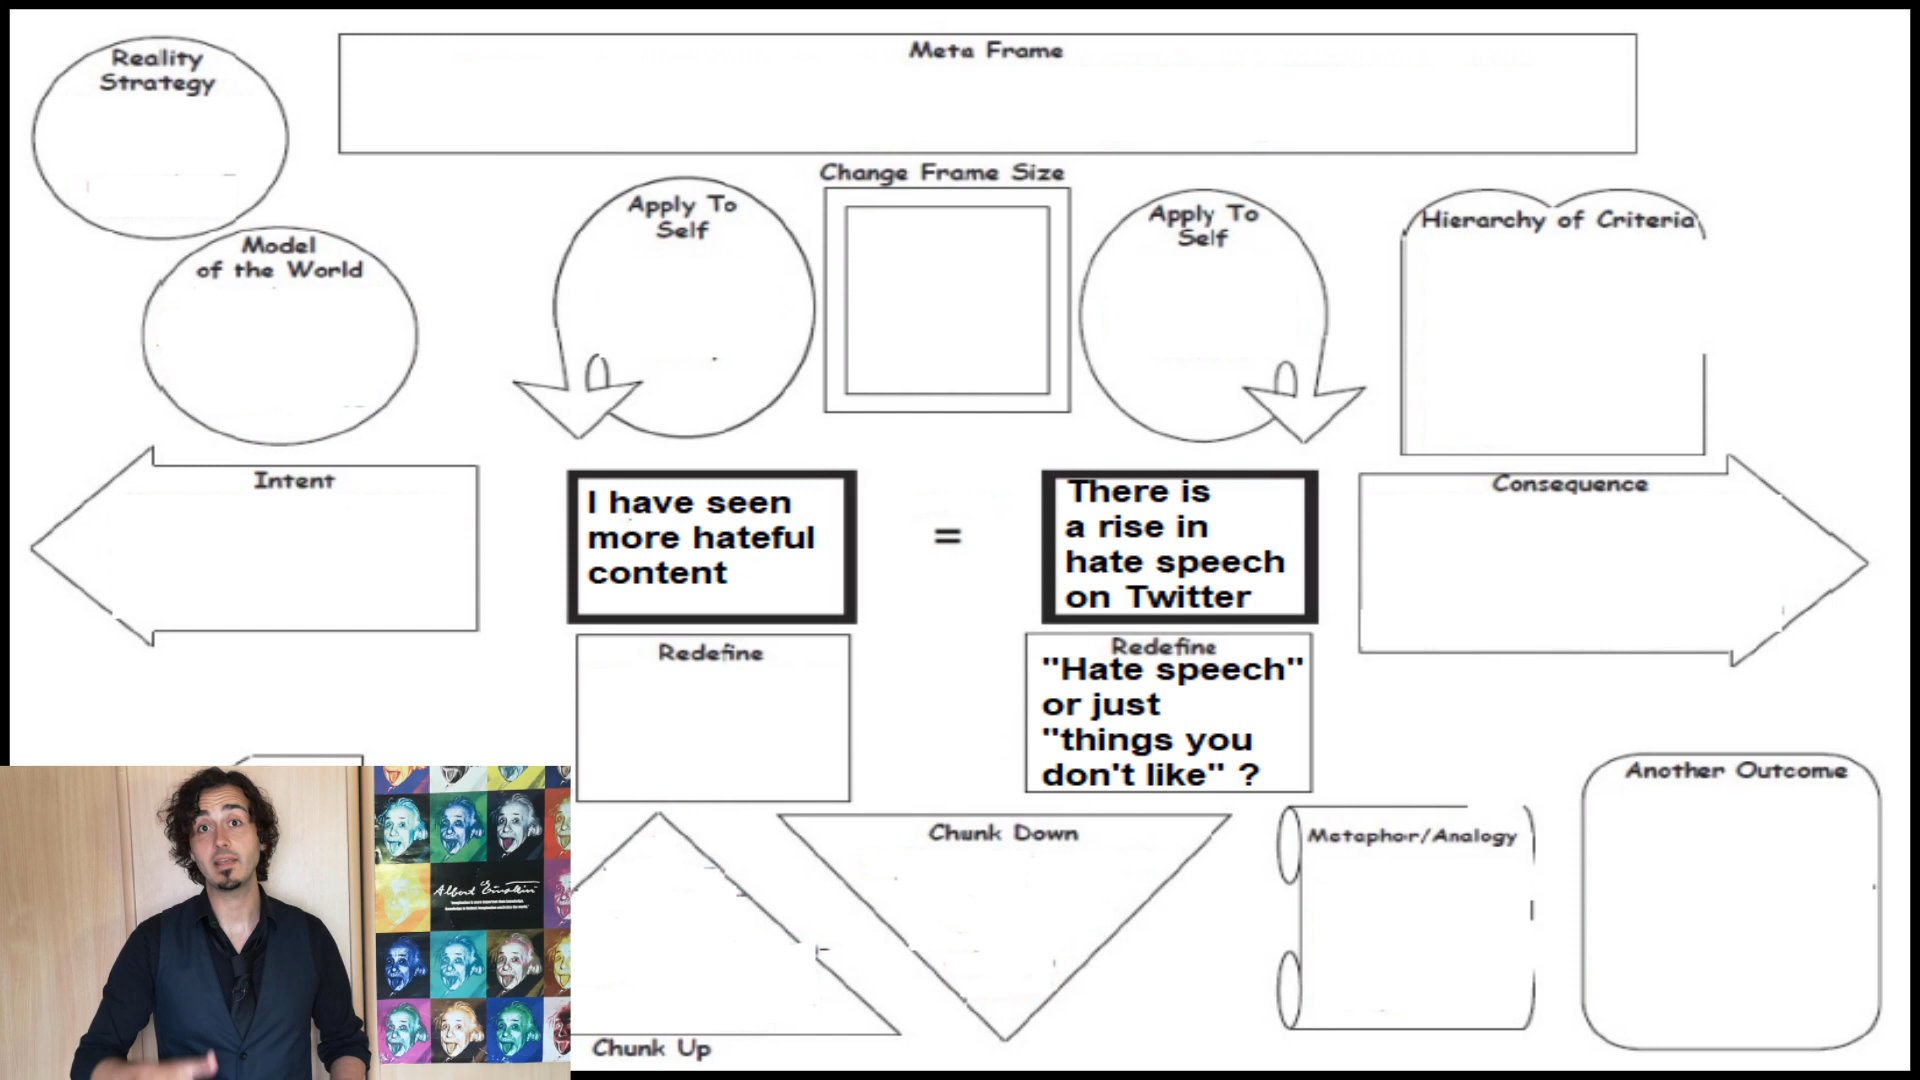 Reality
Strategy
Meta Frame
Change Frame Size
Apply To
Self
Apply To
Self
Hierarchy of Criteria
Model
of the World
Intent
I have seen
more hateful
content
=
There is
a rise in
hate speech
on Twitter
Consequence
Redefine
Redefine
"Hate speech"
or just
"things you
don't like" ?
Another Outcome
Chunk Down
Metaphor/Analogy
Albert Einstein
Chunk Up